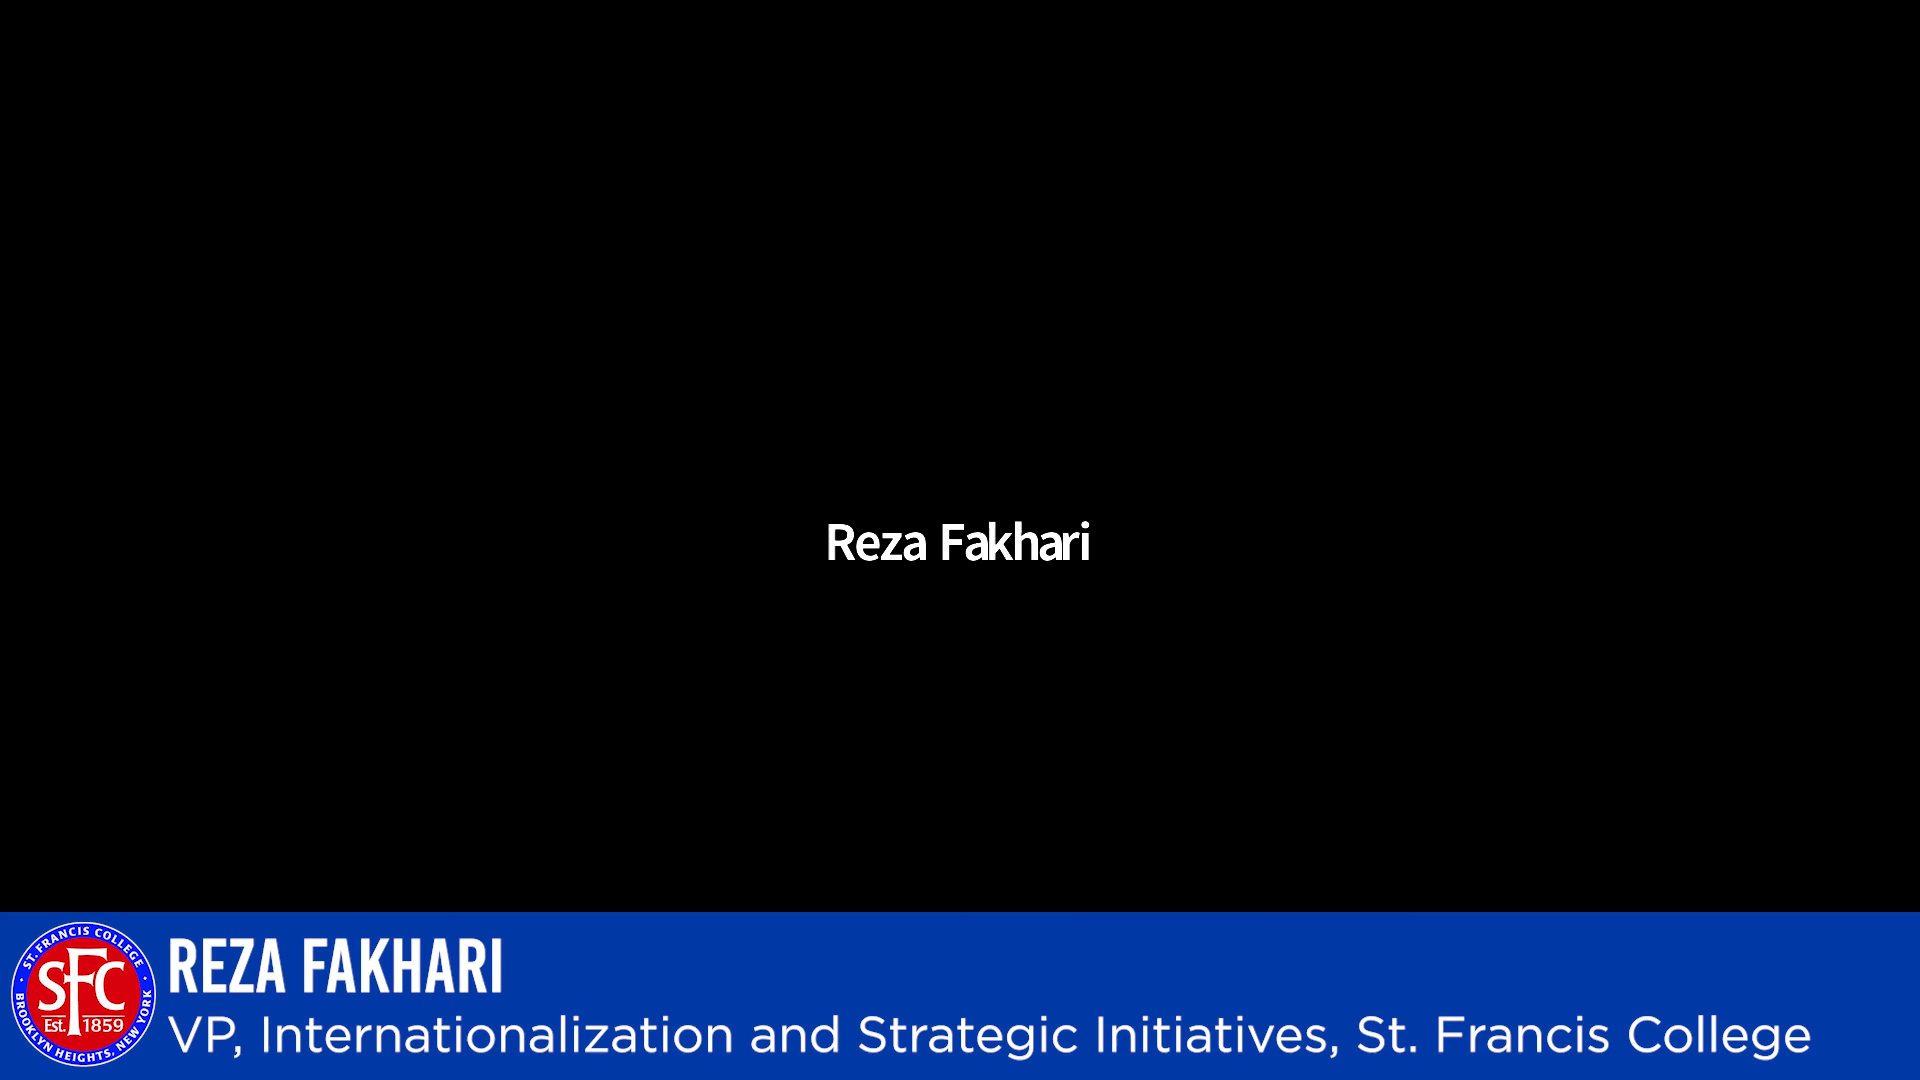 Reza Fakhari
REZA FAKHARI
VP, Internationalization and Strategic Initiatives, St. Francis College
· ST. FRANCIS COLLEGE ·
SFC
Est. 1859
BROOKLYN HEIGHTS, NEW YORK